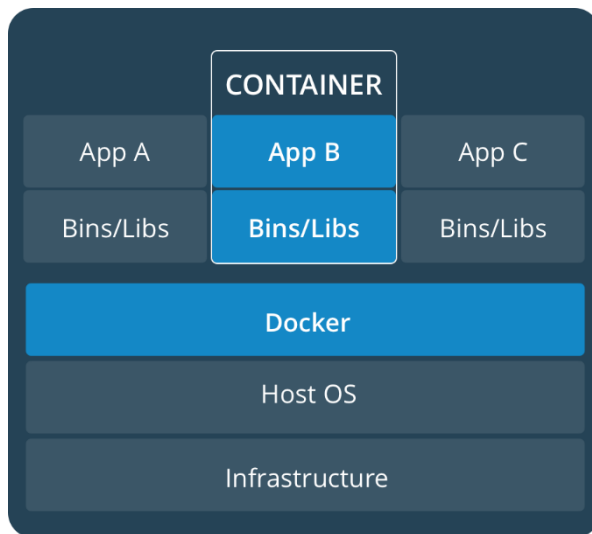 CONTAINER
App A
App B
App C
Bins/Libs
Bins/Libs
Bins/Libs
Docker
Host OS
Infrastructure